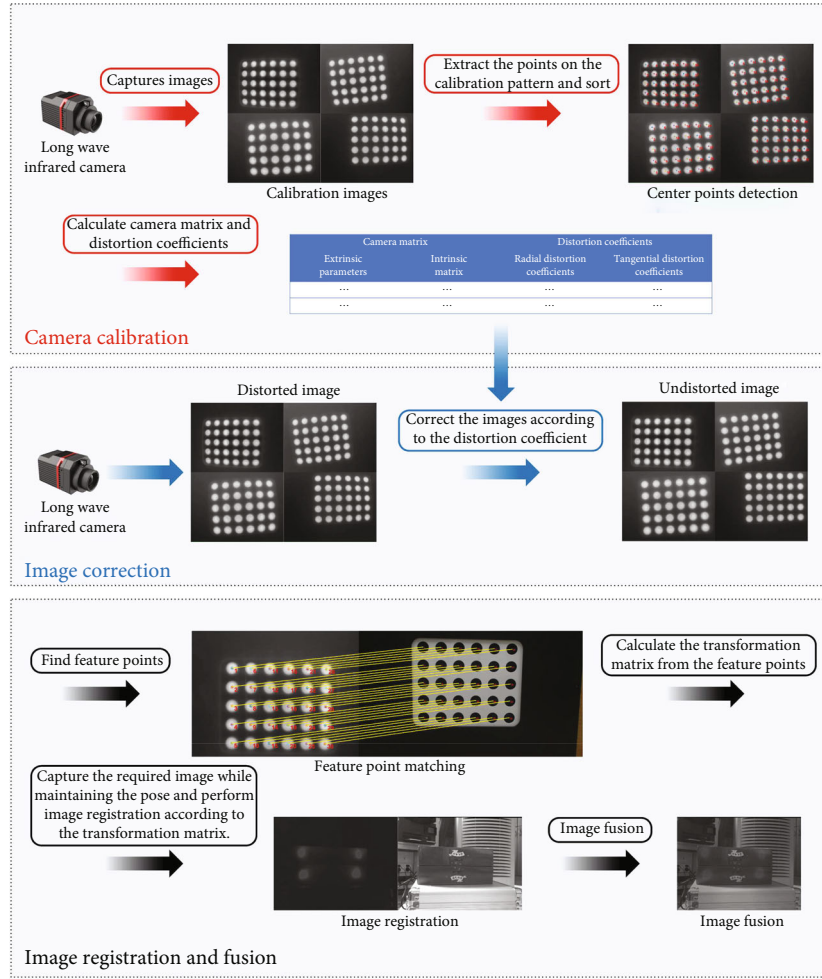 Captures images
Extract the points on the
calibration pattern and sort
Long wave
infrared camera
Calibration images
Center points detection
Calculate camera matrix and
distortion coefficients
Camera matrix
Distortion coefficients
Extrinsic
parameters
Intrinsic
matrix
Radial distortion
coefficients
Tangential distortion
coefficients
... ... ... ...
... ... ... ...
Camera calibration
Distorted image
Undistorted image
Correct the images according
to the distortion coefficient
Long wave
infrared camera
Image correction
Find feature points
Calculate the transformation
matrix from the feature points
Feature point matching
Capture the required image while
maintaining the pose and perform
image registration according to
the transformation matrix.
Image fusion
Image registration
Image fusion
Image registration and fusion